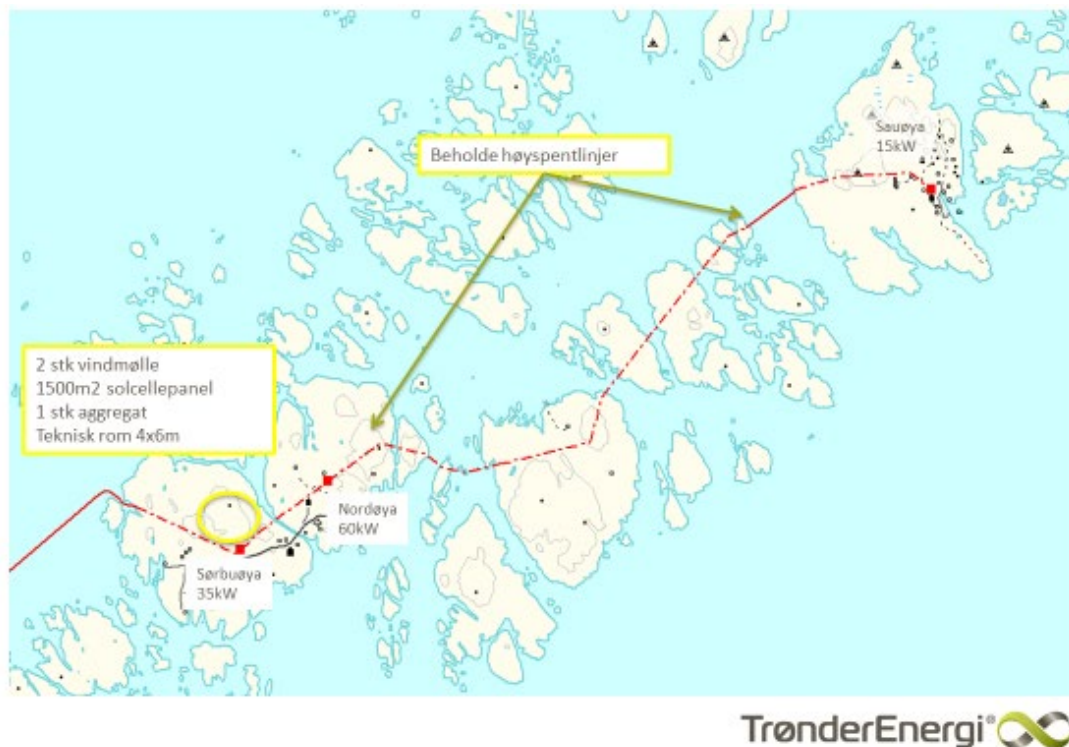 Beholde høyspentlinjer
Sauøya
15kW
2 stk vindmølle
1500m2 solcellepanel
1 stk aggregat
Teknisk rom 4x6m
Nordøya
60kW
Sørbuøya
35kW
TrønderEnergi®